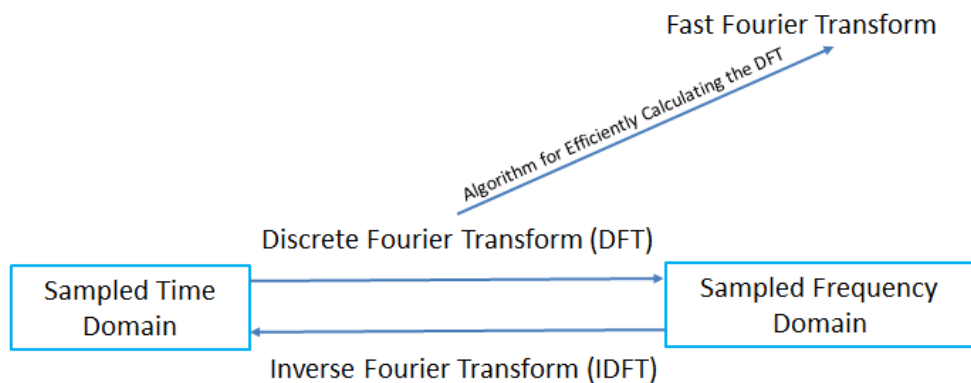 Fast Fourier Transform
Algorithm for Efficiently Calculating the DFT
Discrete Fourier Transform (DFT)
Sampled Time
Domain
Sampled Frequency
Domain
Inverse Fourier Transform (IDFT)